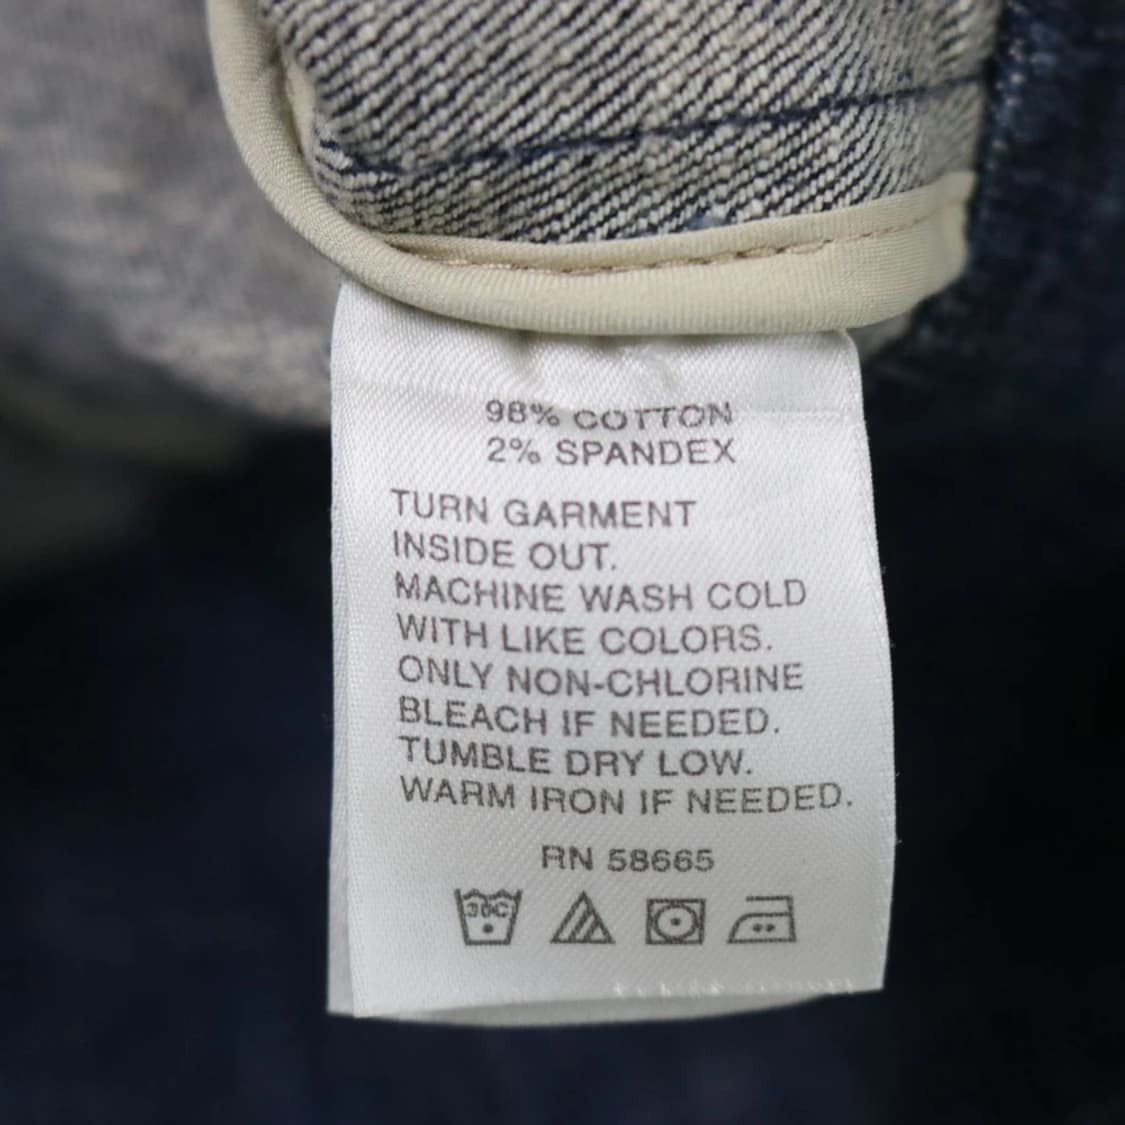 98% COTTON
2% SPANDEX
TURN GARMENT
INSIDE OUT.
MACHINE WASH COLD
WITH LIKE COLORS.
ONLY NON-CHLORINE
BLEACH IF NEEDED.
TUMBLE DRY LOW.
WARM IRON IF NEEDED.
RN 58665
30C